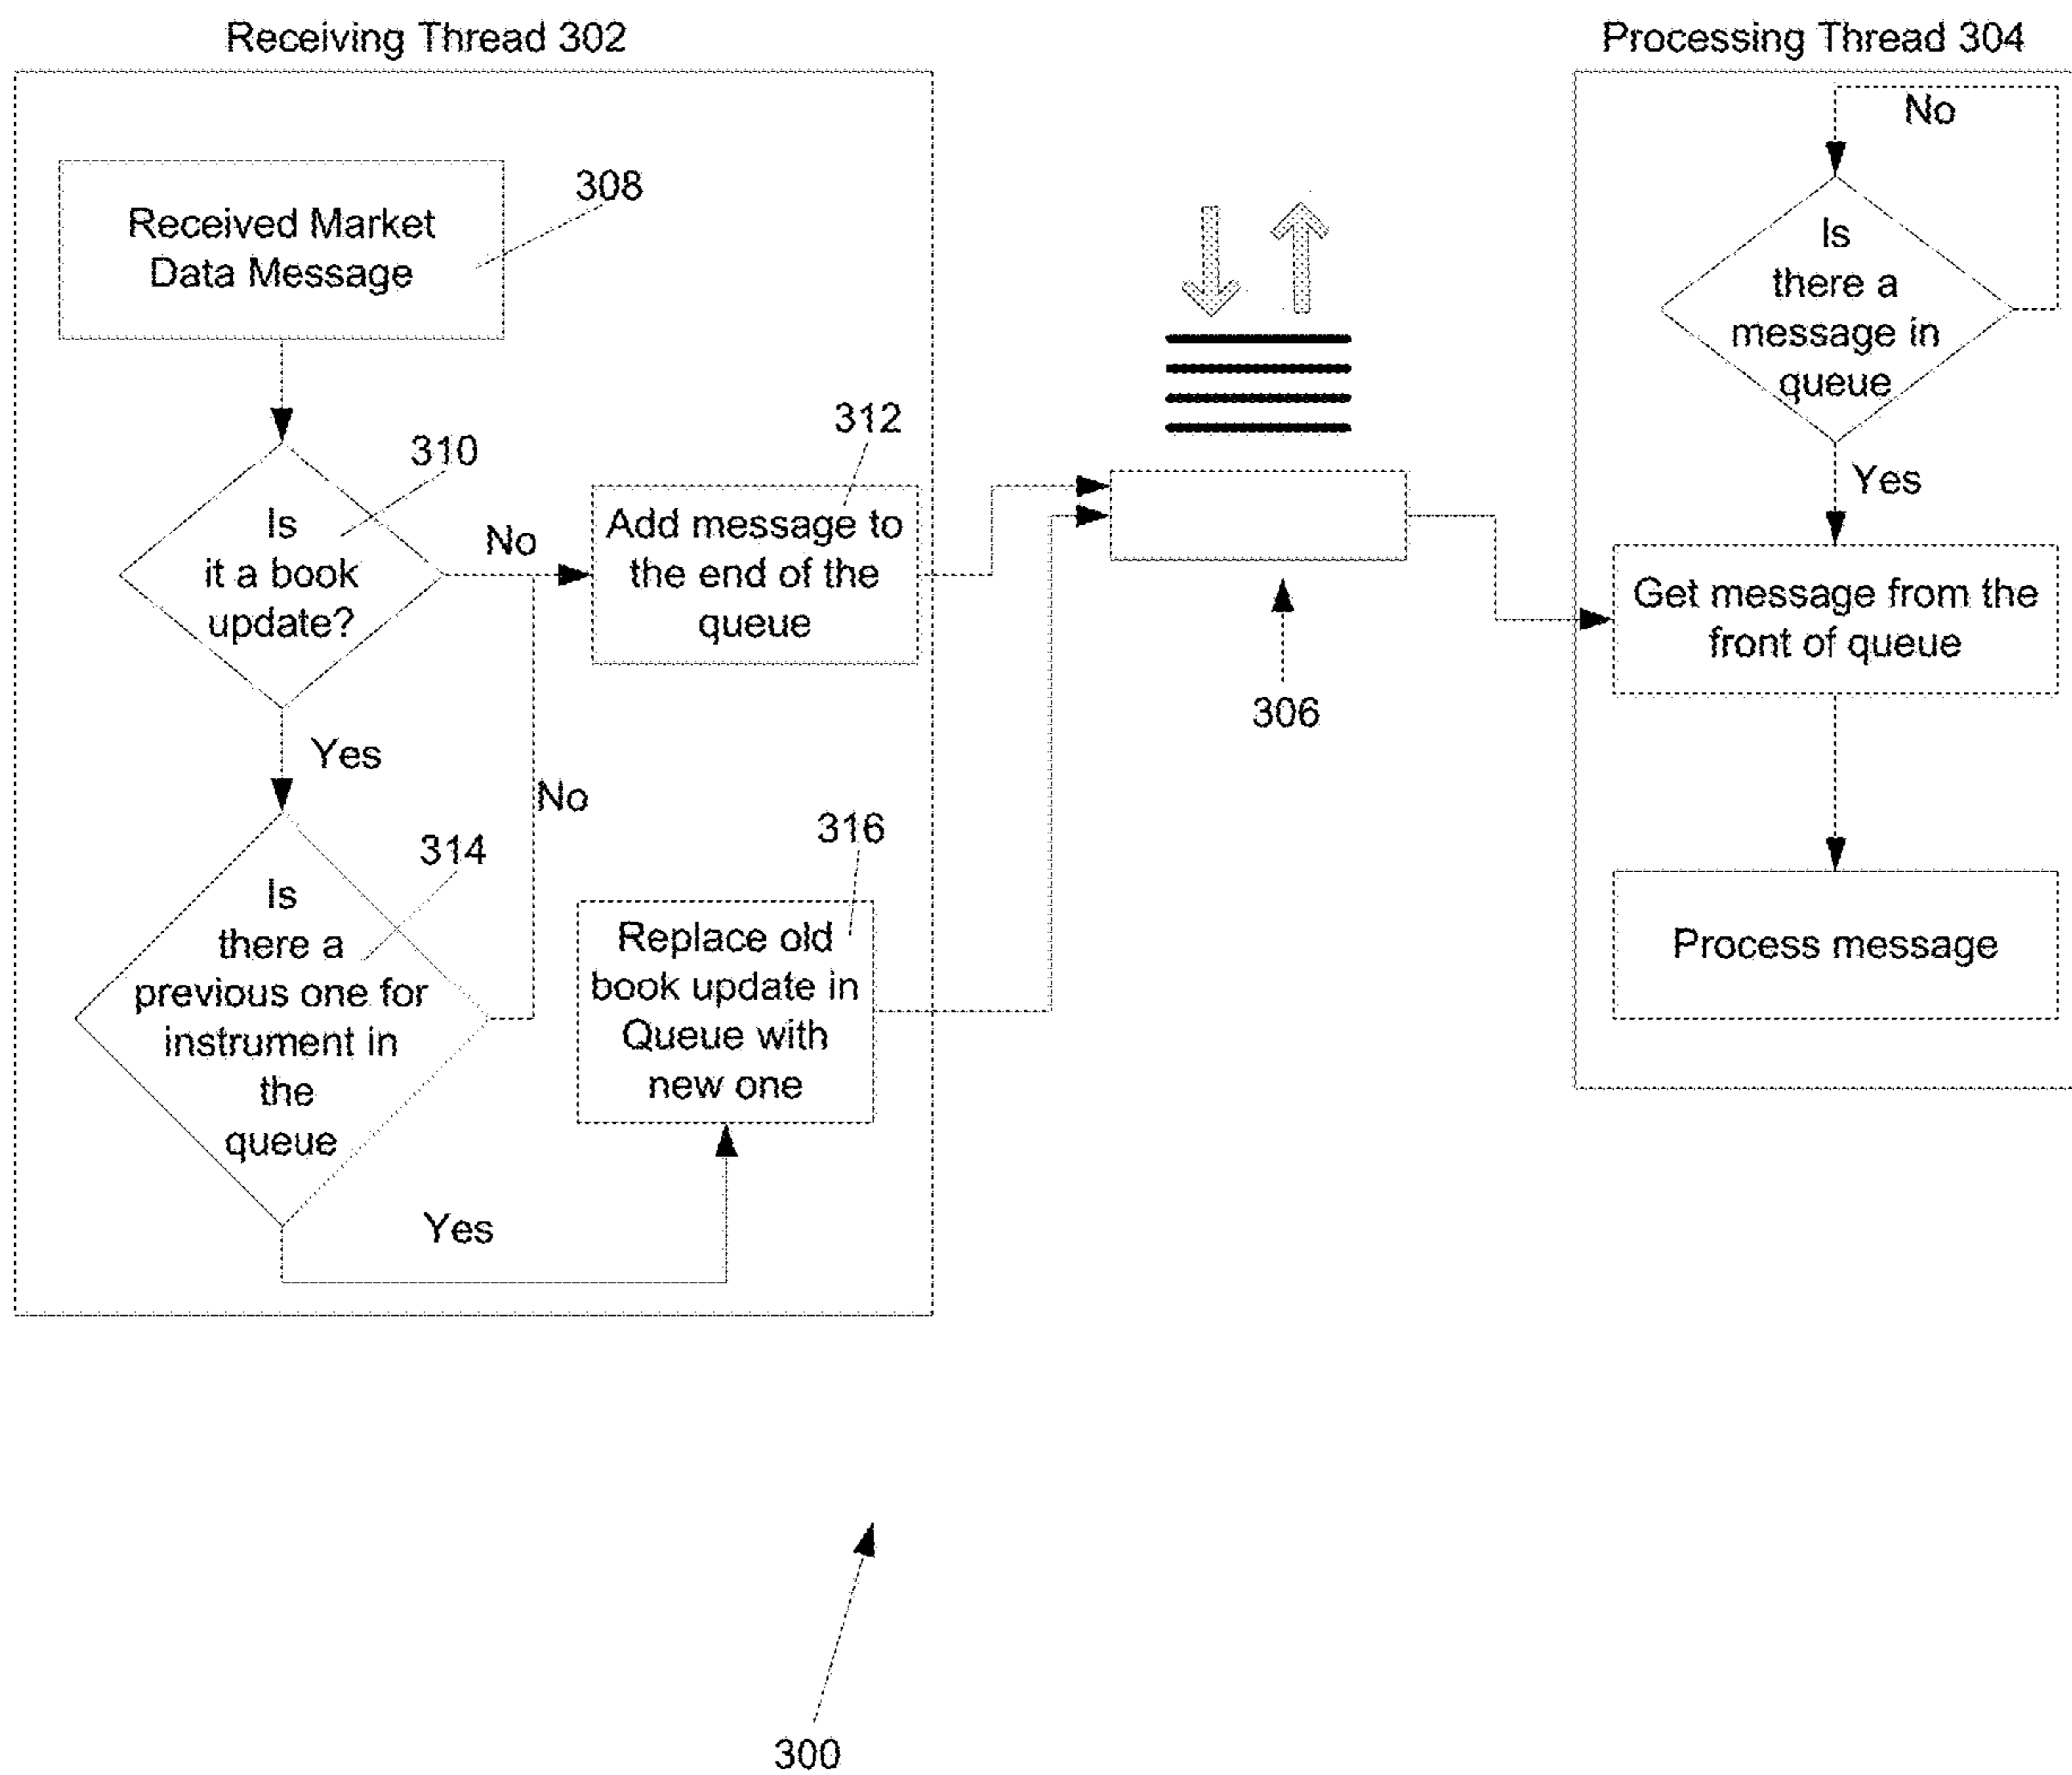 Receiving Thread 302
Processing Thread 304
308
Received Market
Data Message
310
Is
it a book
update?
No
312
Add message to
the end of the
queue
Yes
No
314
Is
there a
previous one for
instrument in
the
queue
Yes
316
Replace old
book update in
Queue with
new one
306
No
Is
there a
message in
queue
Yes
Get message from the
front of queue
Process message
300